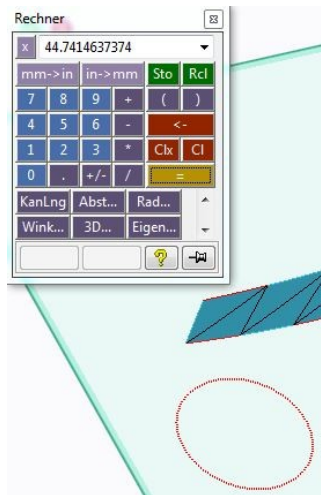 Rechner
x 44.7414637374
mm->in in->mm Sto Rcl
7 8 9 + ( )
4 5 6 - <-
1 2 3 * Clx Cl
0 . +/- / =
KanLng Abst... Rad...
Wink... 3D... Eigen...
?